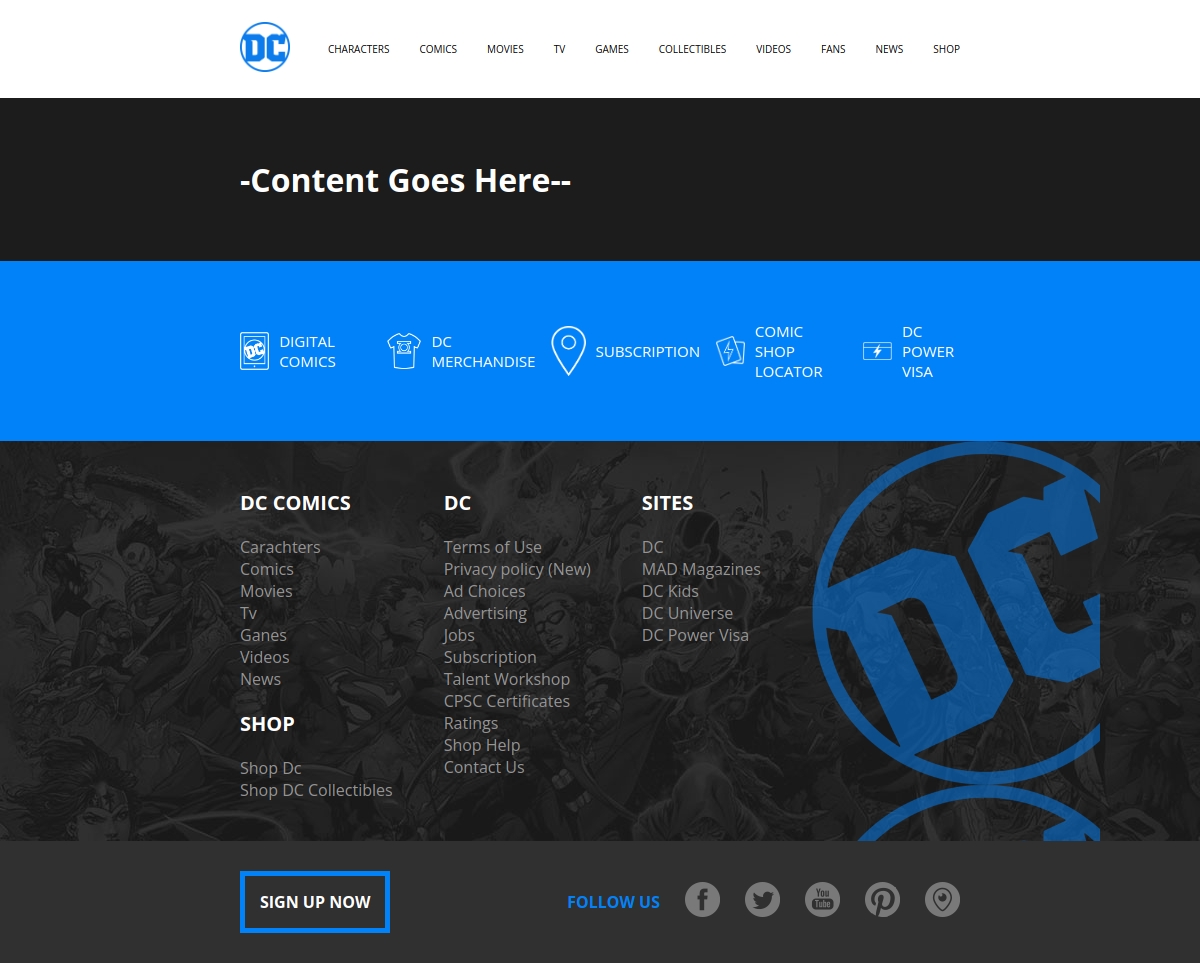 DC
CHARACTERS COMICS MOVIES TV GAMES COLLECTIBLES VIDEOS FANS NEWS SHOP
-Content Goes Here--
DC
DIGITAL
COMICS
DC
MERCHANDISE
SUBSCRIPTION
COMIC
SHOP
LOCATOR
DC
POWER
VISA
DC COMICS
Carachters
Comics
Movies
Tv
Ganes
Videos
News
SHOP
Shop Dc
Shop DC Collectibles
DC
Terms of Use
Privacy policy (New)
Ad Choices
Advertising
Jobs
Subscription
Talent Workshop
CPSC Certificates
Ratings
Shop Help
Contact Us
SITES
DC
MAD Magazines
DC Kids
DC Universe
DC Power Visa
DC
SIGN UP NOW
FOLLOW US
You
Tube